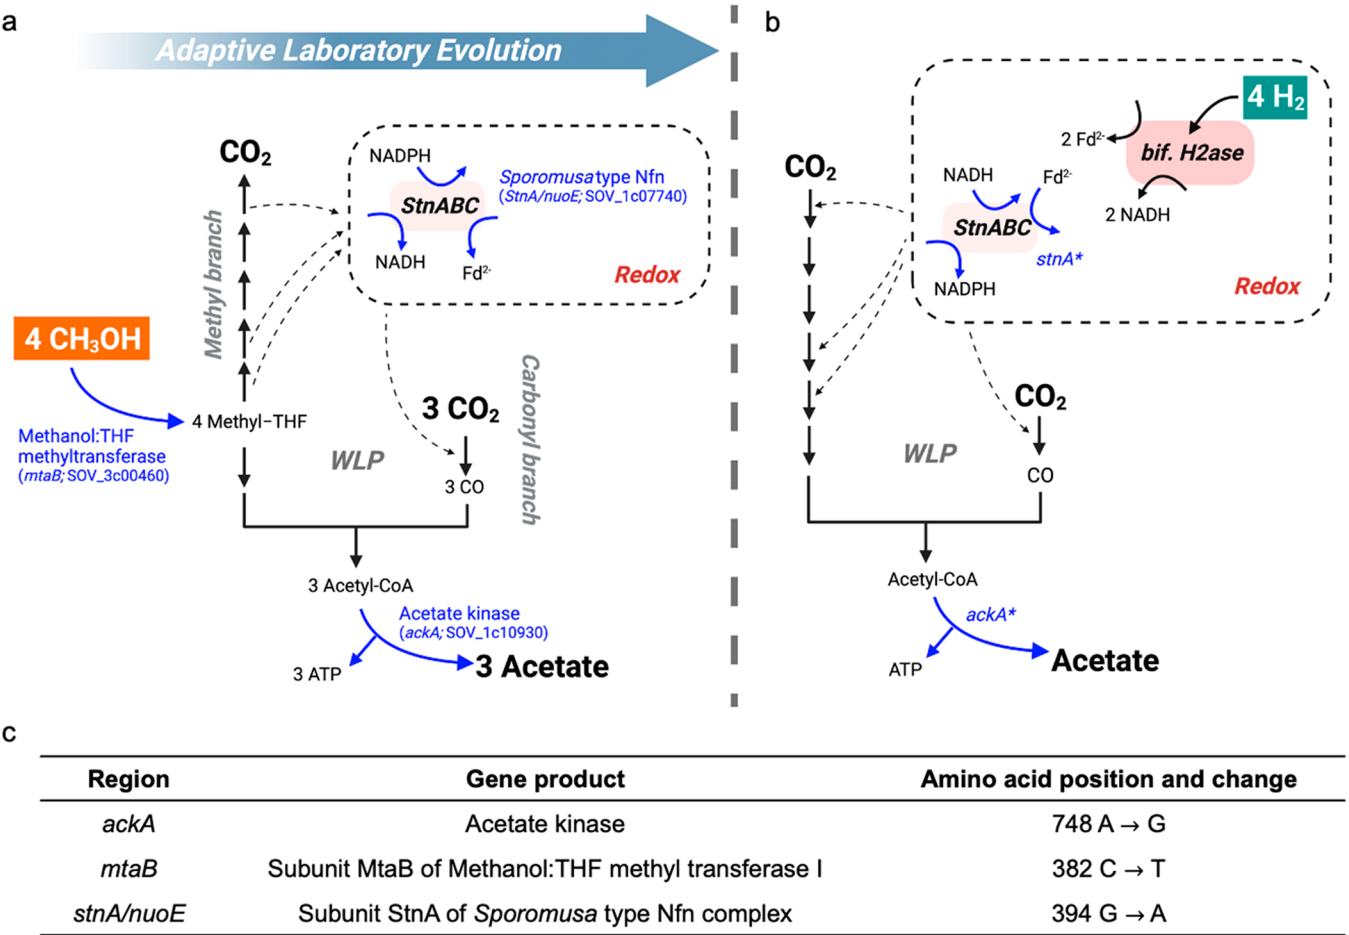 a
Adaptive Laboratory Evolution
CO2
Methyl branch
NADPH
StnABC
NADH
Fd2-
Sporomusa type Nfn
(StnA/nuoE; SOV_1c07740)
Redox
4 CH3OH
Methanol:THF
methyltransferase
(mtaB; SOV_3c00460)
4 Methyl-THF
WLP
3 CO2
3 CO
Carbonyl branch
3 Acetyl-CoA
Acetate kinase
(ackA; SOV_1c10930)
3 ATP
3 Acetate
b
4 H2
2 Fd2-
bif. H2ase
2 NADH
CO2
NADH
Fd2-
StnABC
stnA*
NADPH
Redox
CO2
WLP
CO
Acetyl-CoA
ackA*
ATP
Acetate
c
Region Gene product Amino acid position and change
ackA Acetate kinase 748 A → G
mtaB Subunit MtaB of Methanol:THF methyl transferase I 382 C → T
stnA/nuoE Subunit StnA of Sporomusa type Nfn complex 394 G → A